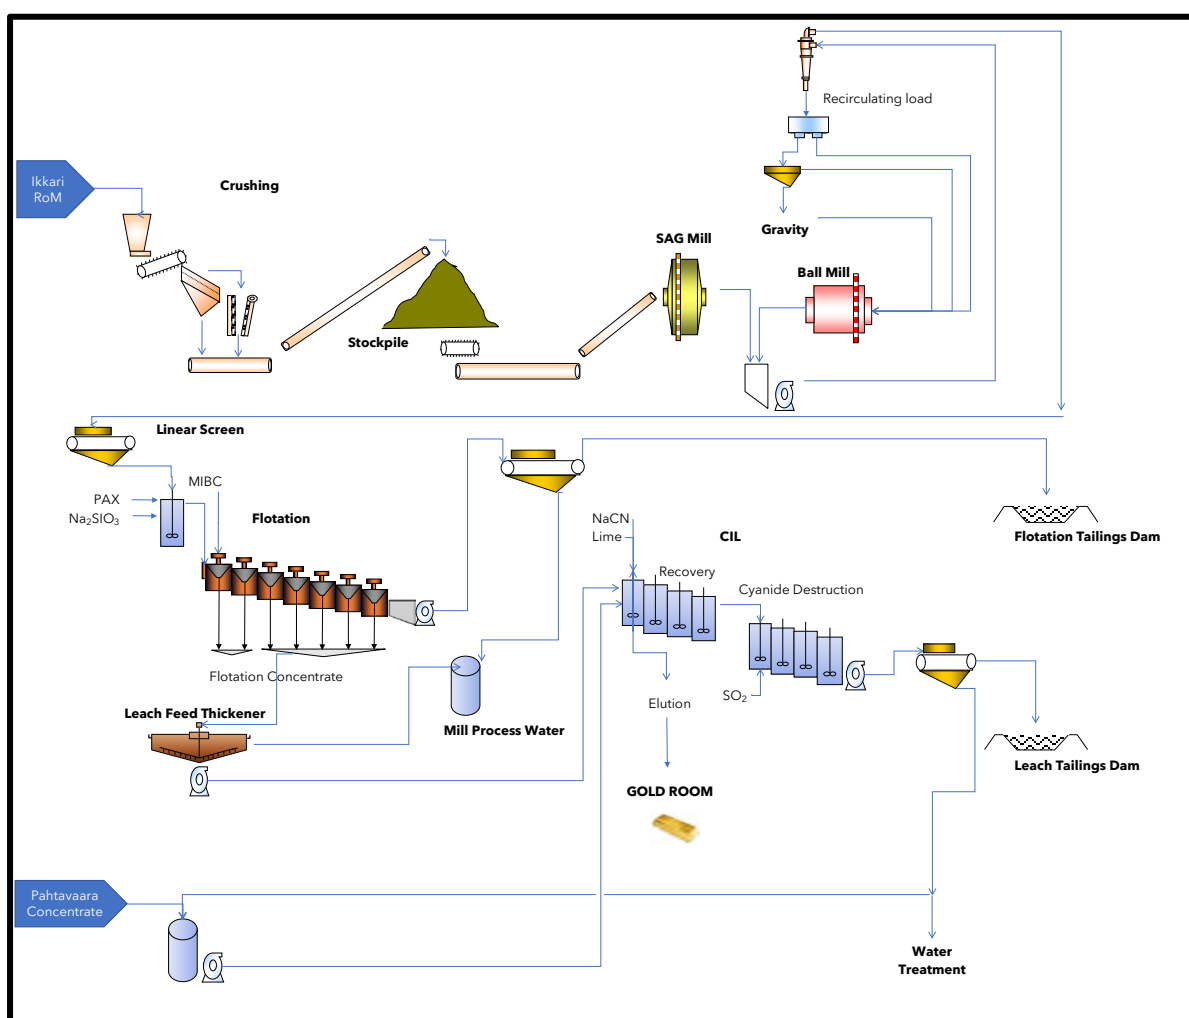 Recirculating load
Ikkari
RoM
Crushing
Gravity
SAG Mill
Ball Mill
Stockpile
Linear Screen
MIBC
PAX
Na₂SIO₃
Flotation
NaCN
Lime
CIL
Flotation Tailings Dam
Recovery
Cyanide Destruction
Flotation Concentrate
SO₂
Elution
Leach Feed Thickener
Mill Process Water
Leach Tailings Dam
GOLD ROOM
Pahtavaara
Concentrate
Water
Treatment